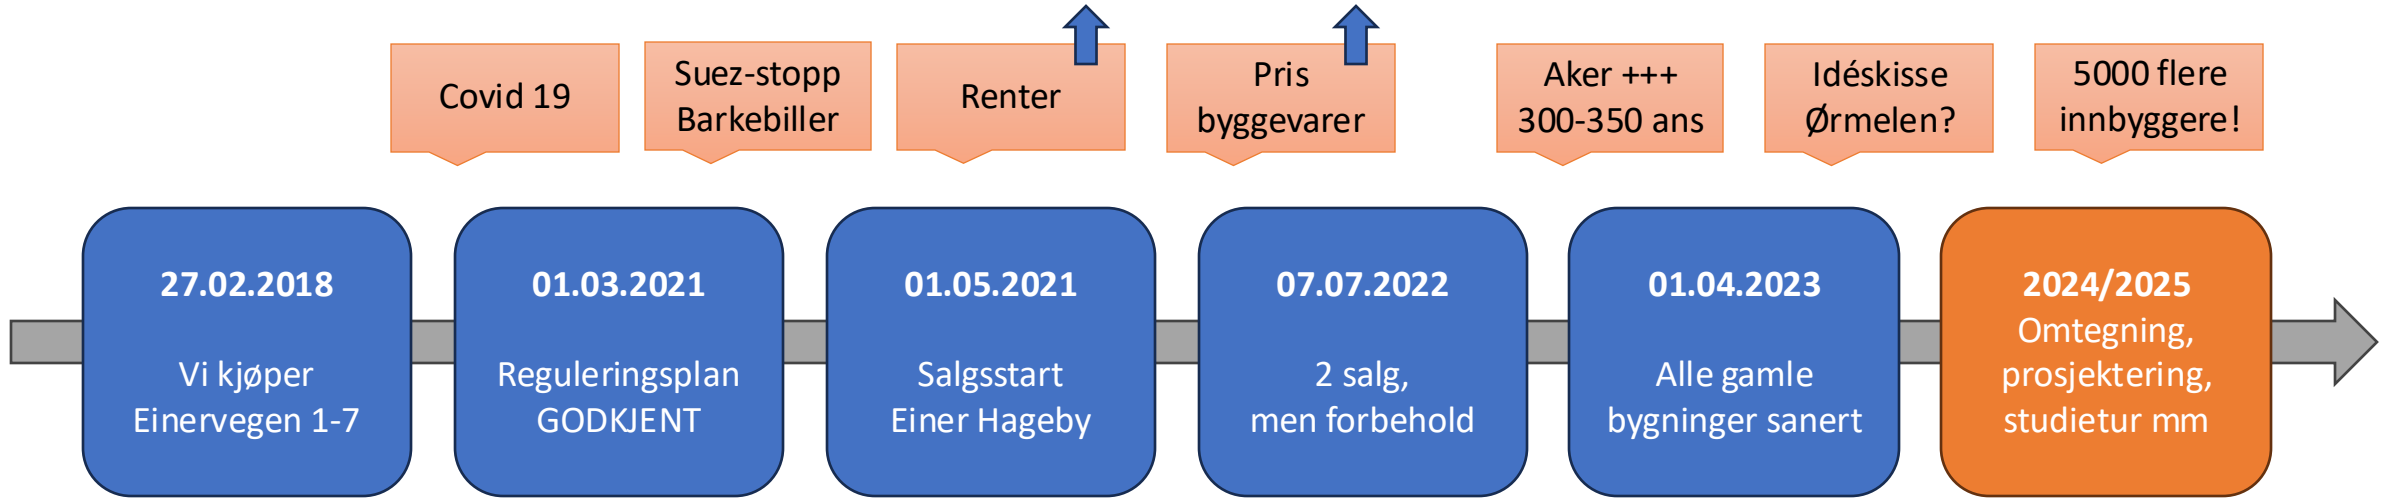 Covid 19
Suez-stopp
Barkebiller
Renter
Pris
byggevarer
Aker +++
300-350 ans
Idéskisse
Ørmelen?
5000 flere
innbyggere!
27.02.2018
Vi kjøper
Einervegen 1-7
01.03.2021
Reguleringsplan
GODKJENT
01.05.2021
Salgsstart
Einer Hageby
07.07.2022
2 salg,
men forbehold
01.04.2023
Alle gamle
bygninger sanert
2024/2025
Omtegning,
prosjektering,
studietur mm